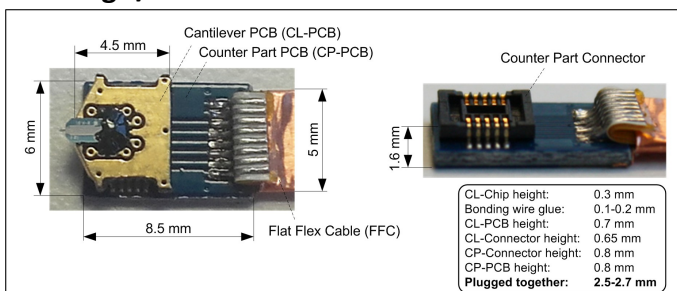 Cantilever PCB (CL-PCB)
4.5 mm
Counter Part PCB (CP-PCB)
6 mm
5 mm
8.5 mm
Flat Flex Cable (FFC)
Counter Part Connector
1.6 mm
CL-Chip height: 0.3 mm
Bonding wire glue: 0.1-0.2 mm
CL-PCB height: 0.7 mm
CL-Connector height: 0.65 mm
CP-Connector height: 0.8 mm
CP-PCB height: 0.8 mm
Plugged together: 2.5-2.7 mm